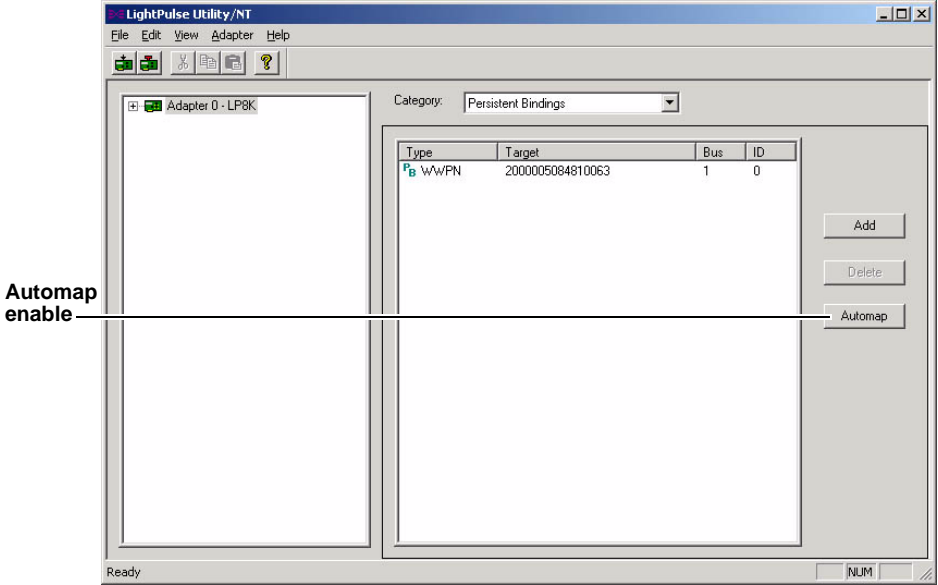 LightPulse Utility/NT
File Edit View Adapter Help
Adapter 0 - LP8K
Category: Persistent Bindings
Type Target Bus ID
PB WWPN 2000005084810063 1 0
Add
Delete
Automap
Automap
enable
Ready NUM